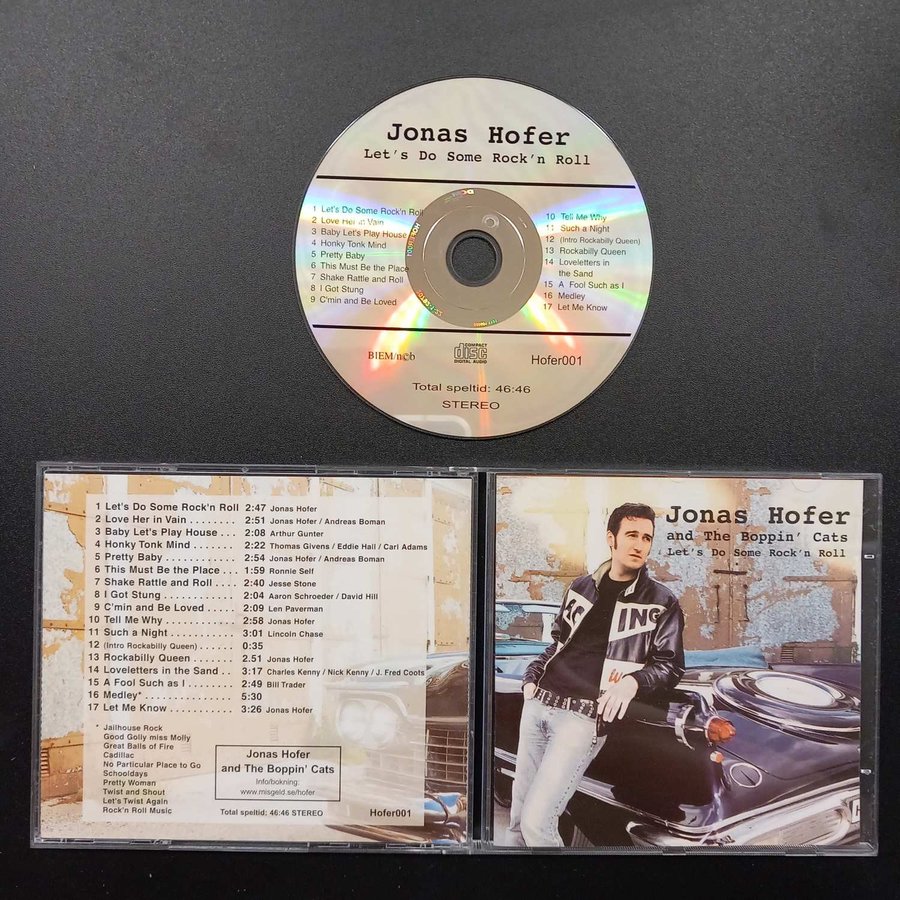 Jonas Hofer
Let's Do Some Rock'n Roll
1 Let's Do Some Rock'n Roll
2 Love Her in Vain
3 Baby Let's Play House
4 Honky Tonk Mind
5 Pretty Baby
6 This Must Be the Place
7 Shake Rattle and Roll
8 I Got Stung
9 C'min and Be Loved
10 Tell Me Why
11 Such a Night
12 (Intro Rockabilly Queen)
13 Rockabilly Queen
14 Loveletters in
the Sand
15 A Fool Such as I
16 Medley
17 Let Me Know
BIEM/n©b
COMPACT
disc
DIGITAL AUDIO
Hofer001
Total speltid: 46:46
STEREO
1 Let's Do Some Rock'n Roll 2:47 Jonas Hofer
2 Love Her in Vain ........ 2:51 Jonas Hofer / Andreas Boman
3 Baby Let's Play House ... 2:08 Arthur Gunter
4 Honky Tonk Mind ........ 2:22 Thomas Givens / Eddie Hall / Carl Adams
5 Pretty Baby ............. 2:54 Jonas Hofer / Andreas Boman
6 This Must Be the Place ... 1:59 Ronnie Self
7 Shake Rattle and Roll .... 2:40 Jesse Stone
8 I Got Stung ............. 2:04 Aaron Schroeder / David Hill
9 C'min and Be Loved ..... 2:09 Len Paverman
10 Tell Me Why ............ 2:58 Jonas Hofer
11 Such a Night ............ 3:01 Lincoln Chase
12 (Intro Rockabilly Queen) ...... 0:35
13 Rockabilly Queen ........ 2.51 Jonas Hofer
14 Loveletters in the Sand .. 3:17 Charles Kenny / Nick Kenny / J. Fred Coots
15 A Fool Such as I ......... 2:49 Bill Trader
16 Medley* ................ 5:30
17 Let Me Know ............ 3:26 Jonas Hofer
* Jailhouse Rock
Good Golly miss Molly
Great Balls of Fire
Cadillac
No Particular Place to Go
Schooldays
Pretty Woman
Twist and Shout
Let's Twist Again
Rock'n Roll Music
Jonas Hofer
and The Boppin' Cats
Info/bokning:
www.misgeld.se/hofer
Total speltid: 46:46 STEREO
Hofer001
Jonas Hofer
and The Boppin' Cats
Let's Do Some Rock'n Roll
ING
W